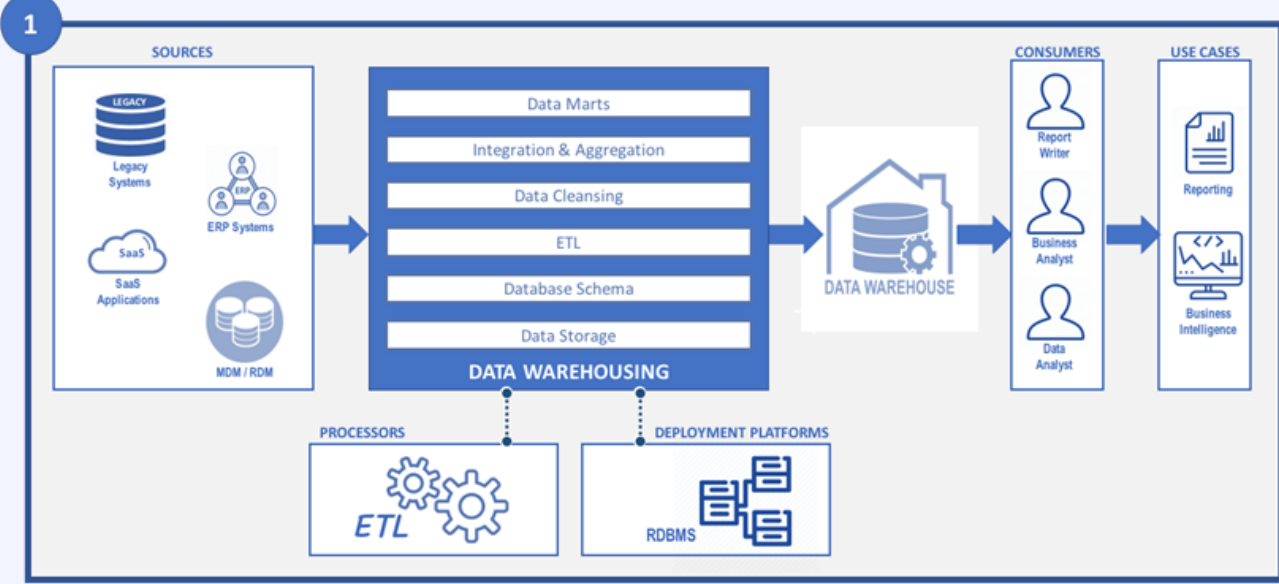 1
SOURCES
LEGACY
Legacy
Systems
ERP
ERP Systems
SaaS
SaaS
Applications
MDM / RDM
Data Marts
Integration & Aggregation
Data Cleansing
ETL
Database Schema
Data Storage
DATA WAREHOUSING
DATA WAREHOUSE
CONSUMERS
Report
Writer
Business
Analyst
Data
Analyst
USE CASES
Reporting
</>
Business
Intelligence
PROCESSORS
ETL
DEPLOYMENT PLATFORMS
RDBMS